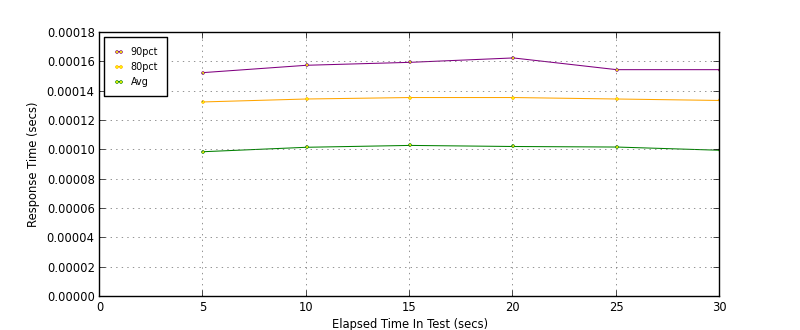 0.00018
0.00016
0.00014
0.00012
0.00010
0.00008
0.00006
0.00004
0.00002
0.00000
Response Time (secs)
90pct
80pct
Avg
0 5 10 15 20 25 30
Elapsed Time In Test (secs)